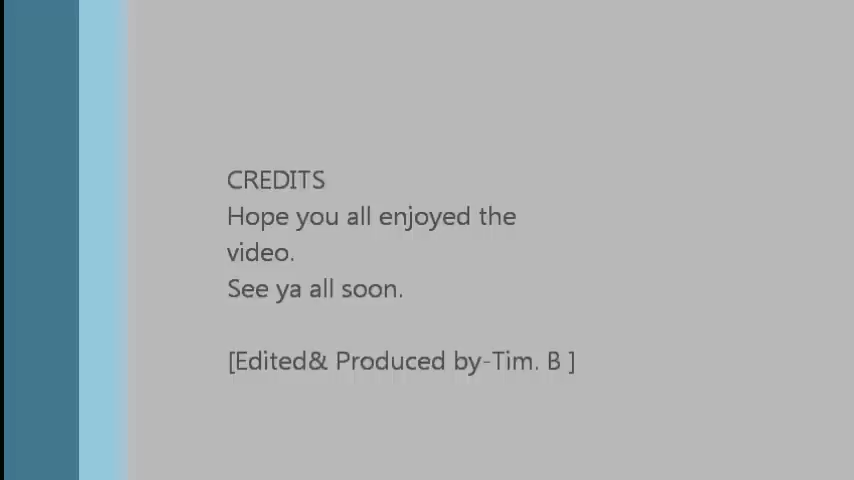 CREDITS
Hope you all enjoyed the
video.
See ya all soon.
[Edited& Produced by-Tim. B ]